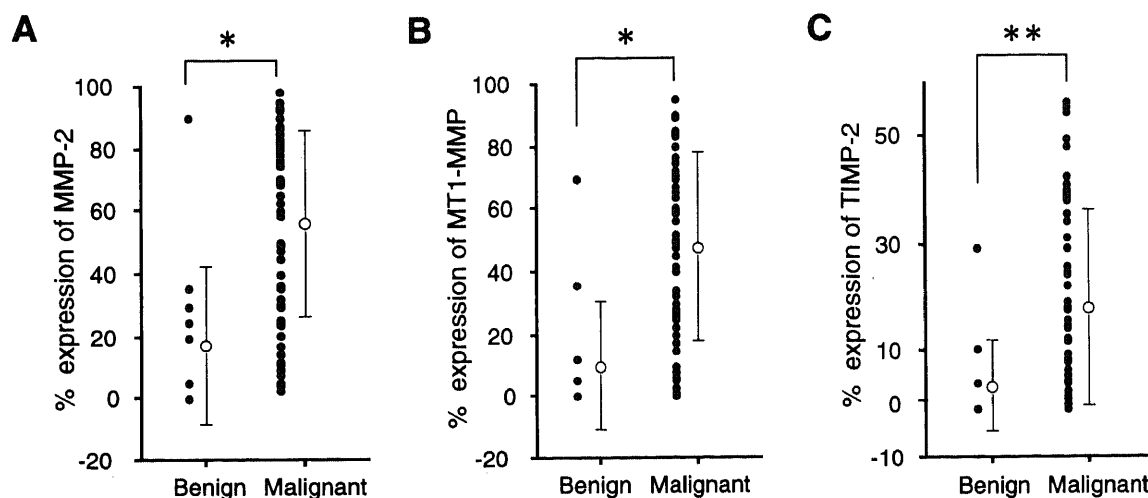 A
*
% expression of MMP-2
100
80
60
40
20
0
-20
Benign Malignant
B
*
% expression of MT1-MMP
100
80
60
40
20
0
-20
Benign Malignant
C
**
% expression of TIMP-2
50
30
10
0
-10
Benign Malignant